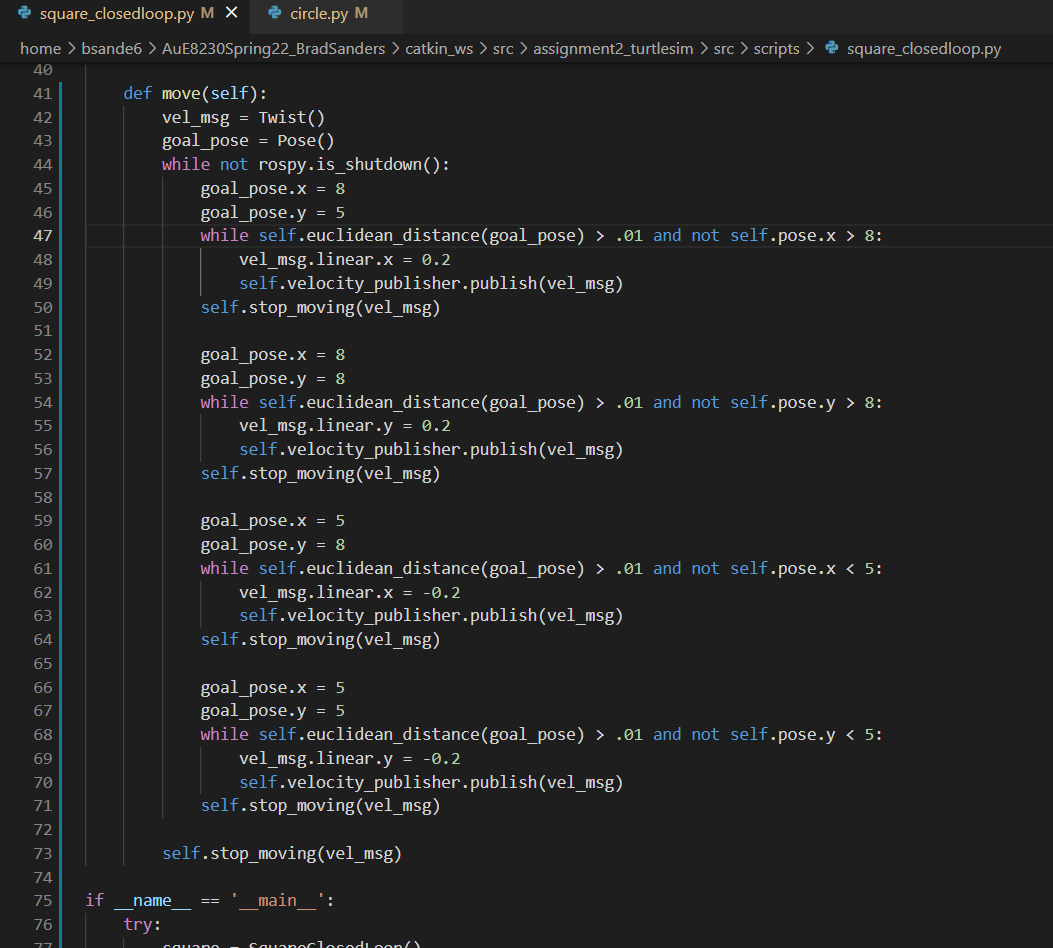 square_closedloop.py M ✕ circle.py M
home > bsande6 > AuE8230Spring22_BradSanders > catkin_ws > src > assignment2_turtlesim > src > scripts > square_closedloop.py
40
41 def move(self):
42 vel_msg = Twist()
43 goal_pose = Pose()
44 while not rospy.is_shutdown():
45 goal_pose.x = 8
46 goal_pose.y = 5
47 while self.euclidean_distance(goal_pose) > .01 and not self.pose.x > 8:
48 vel_msg.linear.x = 0.2
49 self.velocity_publisher.publish(vel_msg)
50 self.stop_moving(vel_msg)
51
52 goal_pose.x = 8
53 goal_pose.y = 8
54 while self.euclidean_distance(goal_pose) > .01 and not self.pose.y > 8:
55 vel_msg.linear.y = 0.2
56 self.velocity_publisher.publish(vel_msg)
57 self.stop_moving(vel_msg)
58
59 goal_pose.x = 5
60 goal_pose.y = 8
61 while self.euclidean_distance(goal_pose) > .01 and not self.pose.x < 5:
62 vel_msg.linear.x = -0.2
63 self.velocity_publisher.publish(vel_msg)
64 self.stop_moving(vel_msg)
65
66 goal_pose.x = 5
67 goal_pose.y = 5
68 while self.euclidean_distance(goal_pose) > .01 and not self.pose.y < 5:
69 vel_msg.linear.y = -0.2
70 self.velocity_publisher.publish(vel_msg)
71 self.stop_moving(vel_msg)
72
73 self.stop_moving(vel_msg)
74
75 if __name__ == '__main__':
76 try:
77 square = SquareClosedLoop()